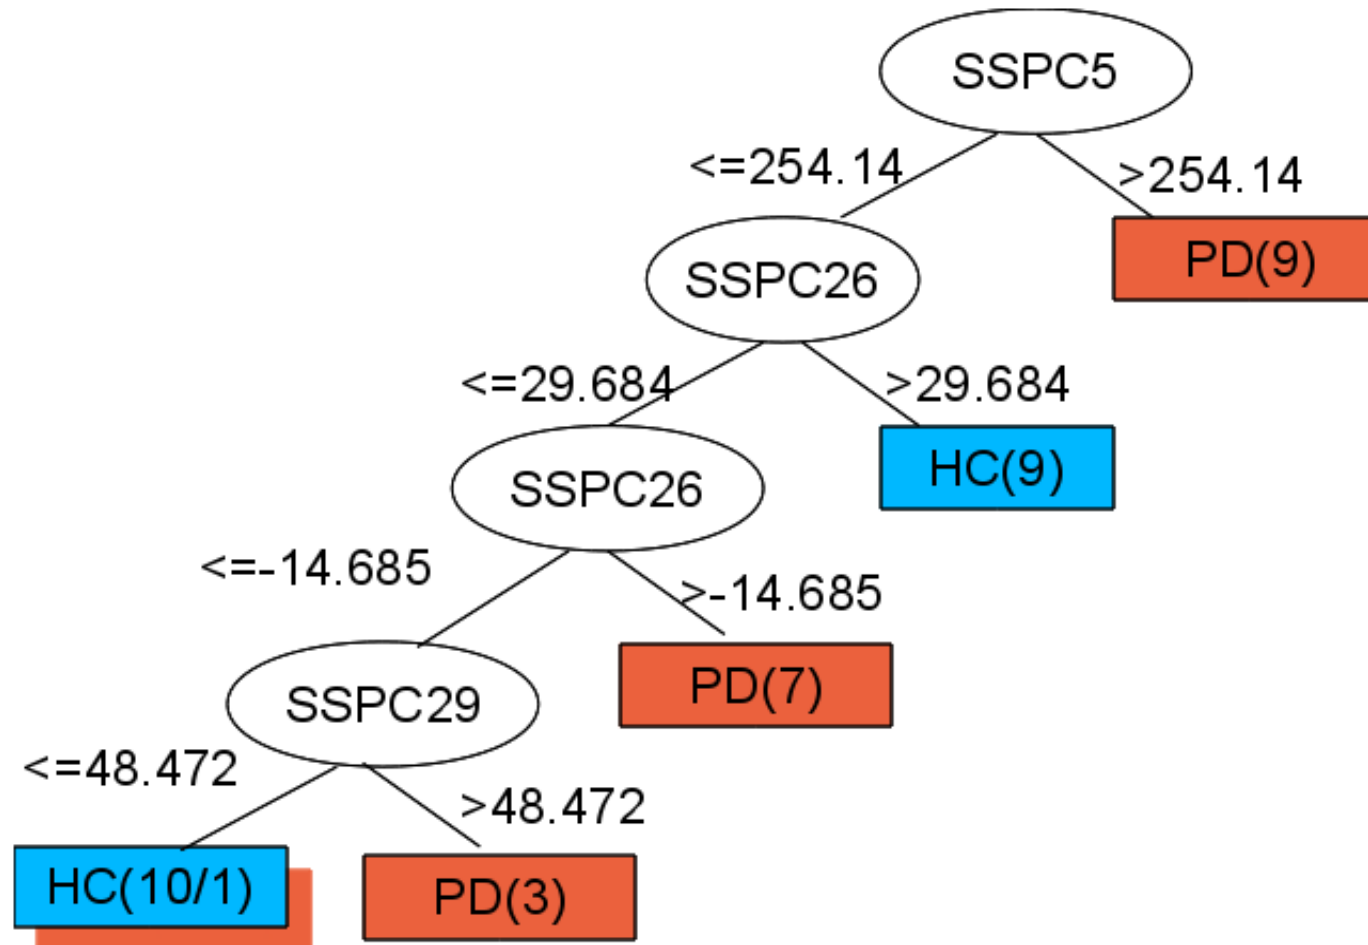 SSPC5
<=254.14
>254.14
PD(9)
SSPC26
<=29.684
>29.684
HC(9)
SSPC26
<=-14.685
>-14.685
PD(7)
SSPC29
<=48.472
>48.472
HC(10/1)
PD(3)